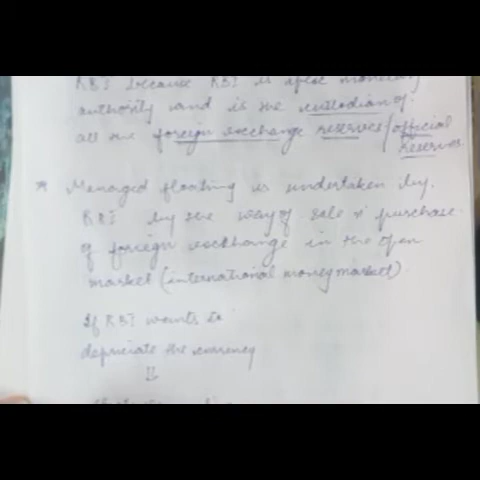 RBI because RBI is apex monetary
authority and is the custodian of
all the foreign exchange reserves/official
reserves.
* Managed floating is undertaken by
RBI by the way of sale & purchase
of foreign exchange in the open
market (international money market)
If RBI wants to
depriciate the currency
⇓